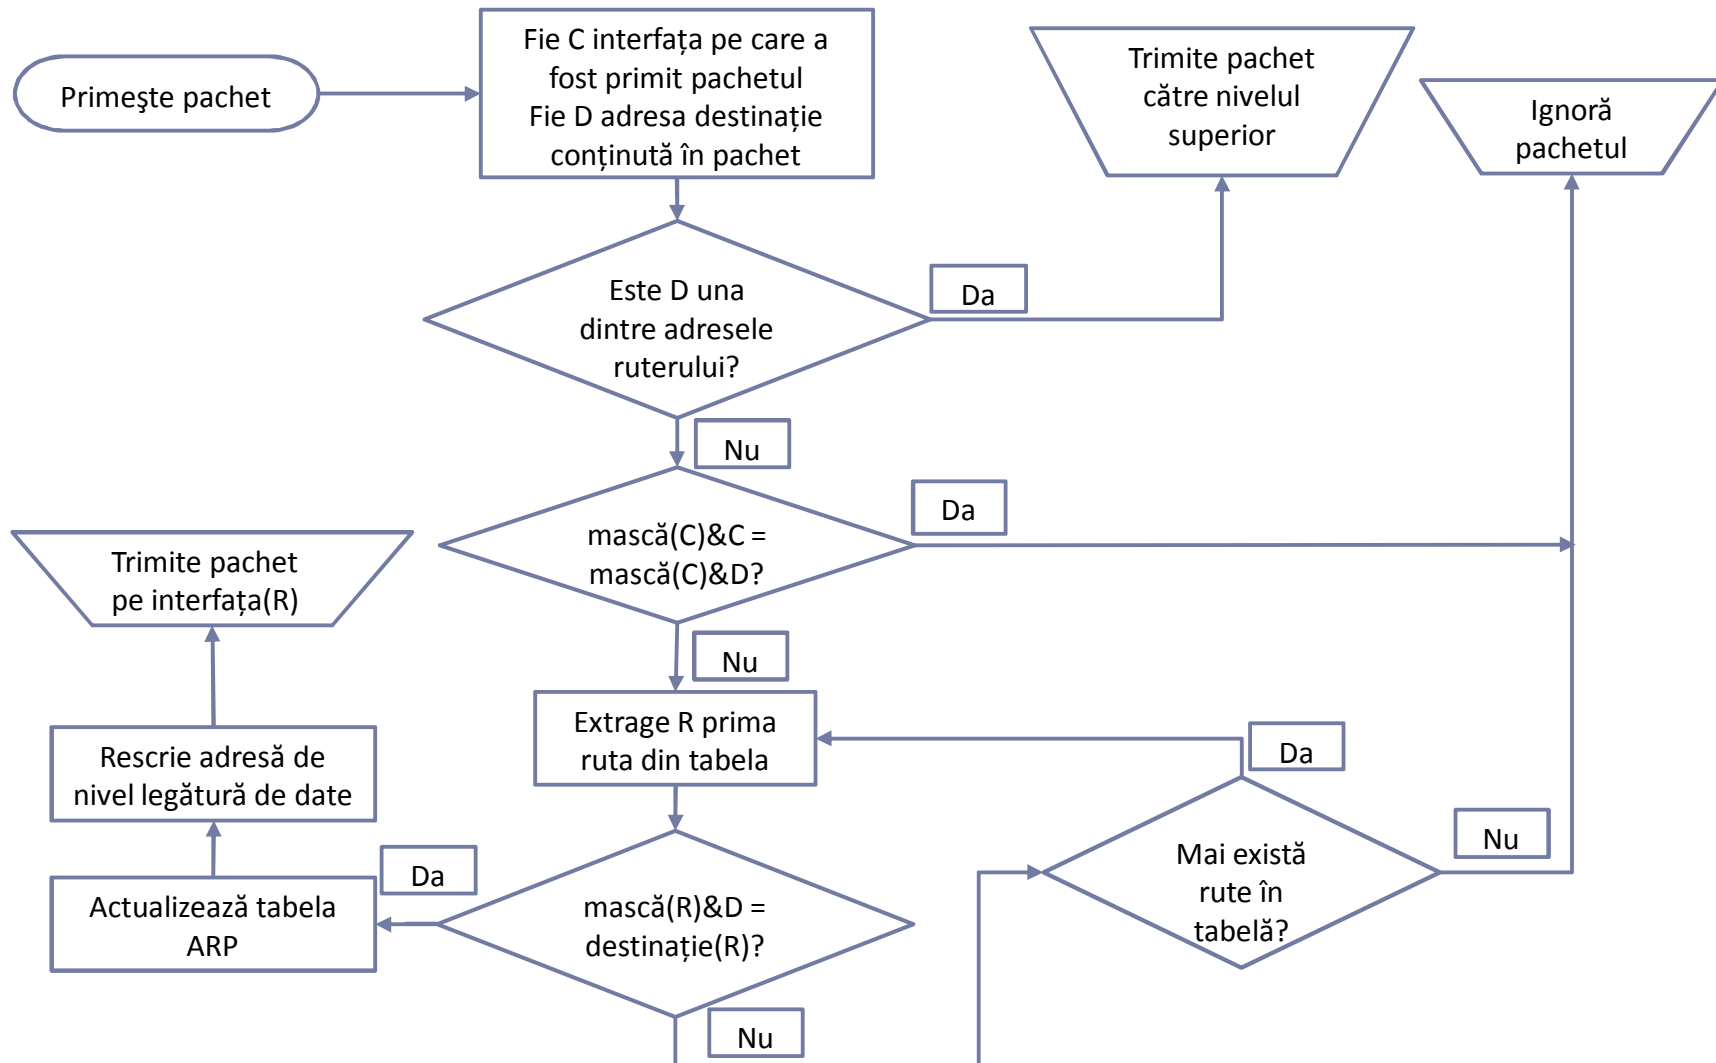 Primeşte pachet
Fie C interfața pe care a
fost primit pachetul
Fie D adresa destinație
conținută în pachet
Trimite pachet
către nivelul
superior
Ignoră
pachetul
Este D una
dintre adresele
ruterului?
Da
Nu
mască(C)&C =
mască(C)&D?
Da
Nu
Trimite pachet
pe interfața(R)
Extrage R prima
ruta din tabela
Rescrie adresă de
nivel legătură de date
Da
Mai există
rute în
tabelă?
Nu
Da
Actualizează tabela
ARP
mască(R)&D =
destinație(R)?
Nu